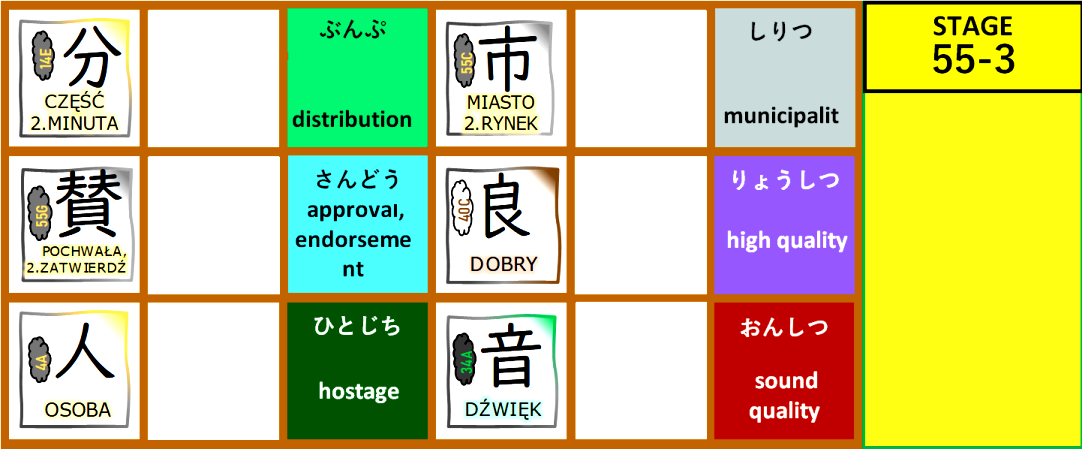 分
14E
CZĘŚĆ
2.MINUTA
ぶんぷ
distribution
市
55C
MIASTO
2.RYNEK
しりつ
municipalit
STAGE
55-3
賛
55G
POCHWAŁA,
2.ZATWIERDŹ
さんどう
approval,
endorseme
nt
良
40C
DOBRY
りょうしつ
high quality
人
4A
OSOBA
ひとじち
hostage
音
34A
DŹWIĘK
おんしつ
sound
quality